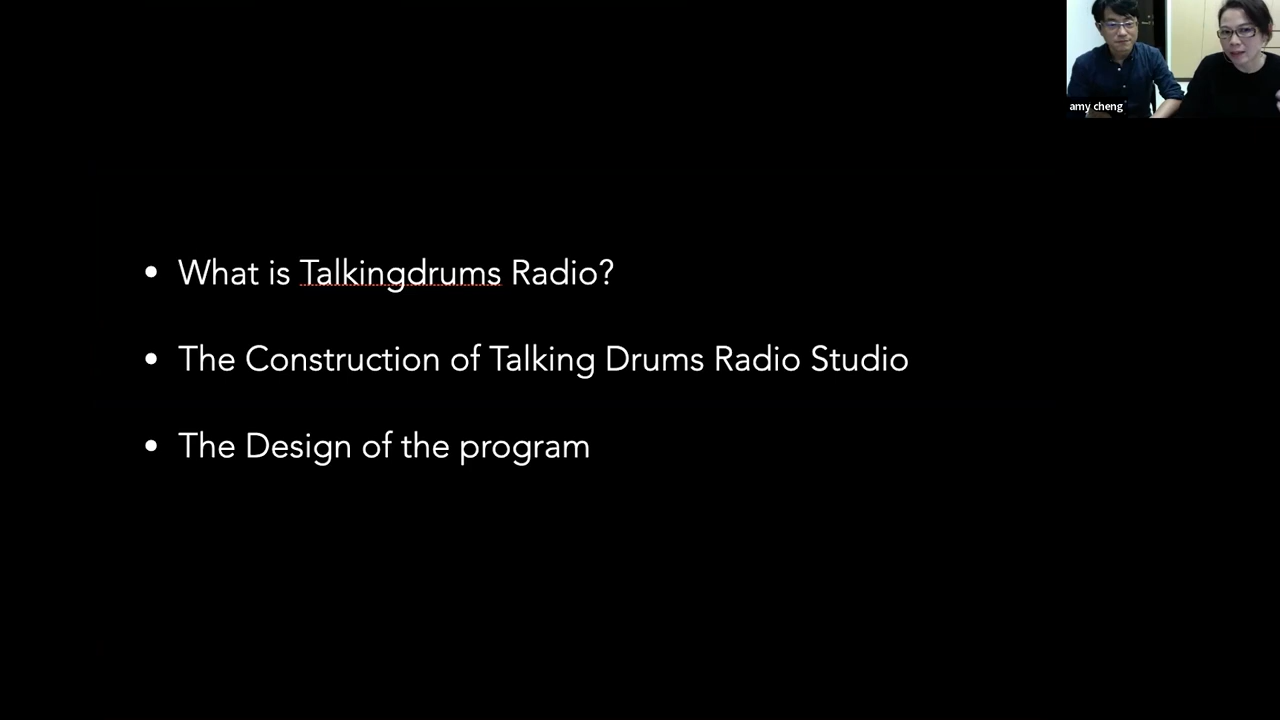 amy cheng
• What is Talkingdrums Radio?
• The Construction of Talking Drums Radio Studio
• The Design of the program